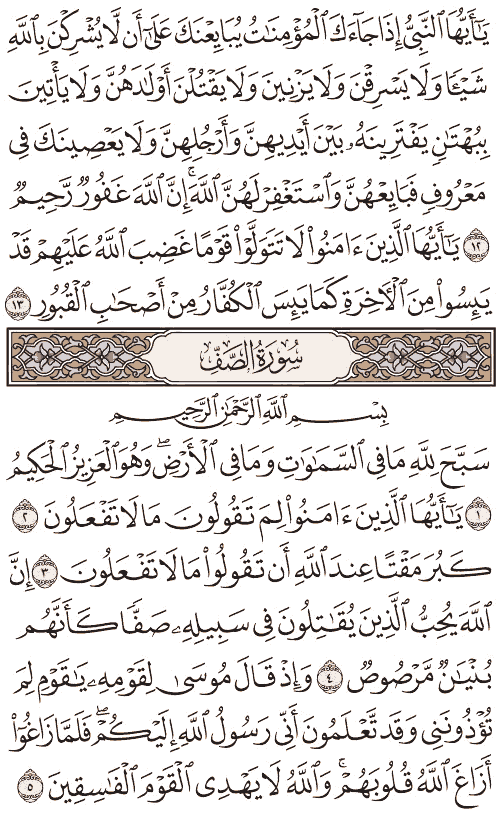 يَٰٓأَيُّهَا ٱلنَّبِىُّ إِذَا جَآءَكَ ٱلْمُؤْمِنَٰتُ يُبَايِعْنَكَ عَلَىٰٓ أَن لَّا يُشْرِكْنَ بِٱللَّهِ
شَيْـًٔا وَلَا يَسْرِقْنَ وَلَا يَزْنِينَ وَلَا يَقْتُلْنَ أَوْلَٰدَهُنَّ وَلَا يَأْتِينَ
بِبُهْتَٰنٍ يَفْتَرِينَهُۥ بَيْنَ أَيْدِيهِنَّ وَأَرْجُلِهِنَّ وَلَا يَعْصِينَكَ فِى
مَعْرُوفٍ فَبَايِعْهُنَّ وَٱسْتَغْفِرْ لَهُنَّ ٱللَّهَ ۚ إِنَّ ٱللَّهَ غَفُورٌ رَّحِيمٌ
١٢ يَٰٓأَيُّهَا ٱلَّذِينَ ءَامَنُوا۟ لَا تَتَوَلَّوْا۟ قَوْمًا غَضِبَ ٱللَّهُ عَلَيْهِمْ قَدْ
يَئِسُوا۟ مِنَ ٱلْـَٔاخِرَةِ كَمَا يَئِسَ ٱلْكُفَّارُ مِنْ أَصْحَٰبِ ٱلْقُبُورِ ١٣
سُورَةُ الصَّفِّ
بِسْمِ ٱللَّهِ ٱلرَّحْمَٰنِ ٱلرَّحِيمِ
سَبَّحَ لِلَّهِ مَا فِى ٱلسَّمَٰوَٰتِ وَمَا فِى ٱلْأَرْضِ ۖ وَهُوَ ٱلْعَزِيزُ ٱلْحَكِيمُ
١ يَٰٓأَيُّهَا ٱلَّذِينَ ءَامَنُوا۟ لِمَ تَقُولُونَ مَا لَا تَفْعَلُونَ ٢
كَبُرَ مَقْتًا عِندَ ٱللَّهِ أَن تَقُولُوا۟ مَا لَا تَفْعَلُونَ ٣ إِنَّ
ٱللَّهَ يُحِبُّ ٱلَّذِينَ يُقَٰتِلُونَ فِى سَبِيلِهِۦ صَفًّا كَأَنَّهُم
بُنْيَٰنٌ مَّرْصُوصٌ ٤ وَإِذْ قَالَ مُوسَىٰ لِقَوْمِهِۦ يَٰقَوْمِ لِمَ
تُؤْذُونَنِى وَقَد تَّعْلَمُونَ أَنِّى رَسُولُ ٱللَّهِ إِلَيْكُمْ ۖ فَلَمَّا زَاغُوٓا۟
أَزَاغَ ٱللَّهُ قُلُوبَهُمْ ۚ وَٱللَّهُ لَا يَهْدِى ٱلْقَوْمَ ٱلْفَٰسِقِينَ ٥